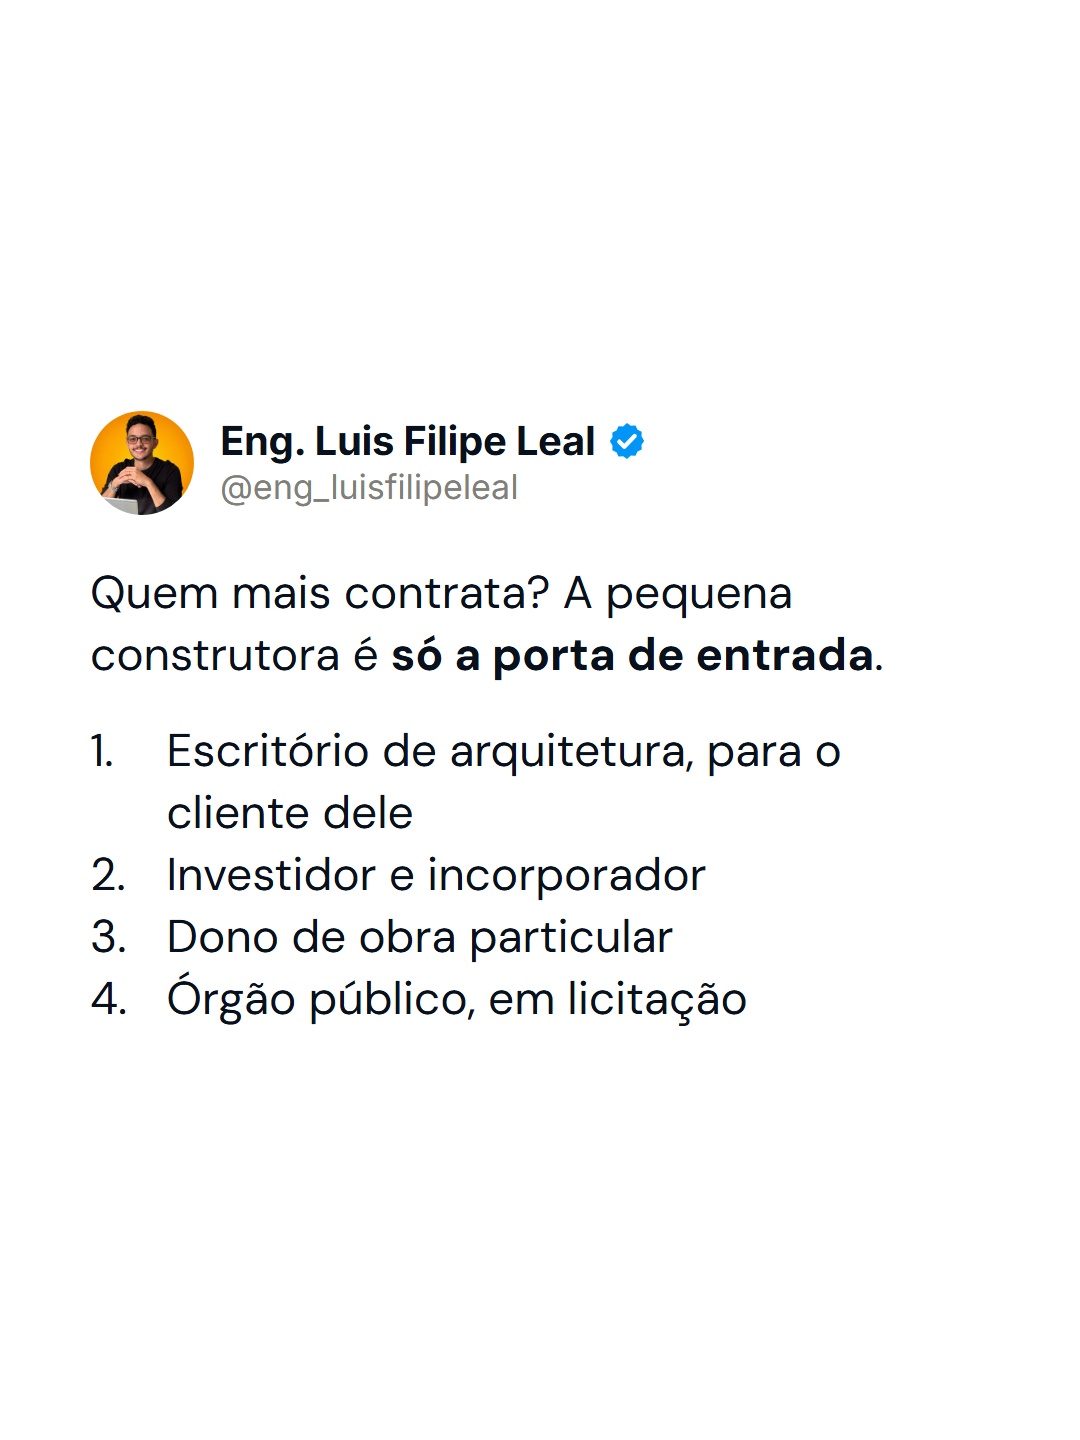 Eng. Luis Filipe Leal
@eng_luisfilipeleal
Quem mais contrata? A pequena
construtora é só a porta de entrada.
1. Escritório de arquitetura, para o
cliente dele
2. Investidor e incorporador
3. Dono de obra particular
4. Órgão público, em licitação